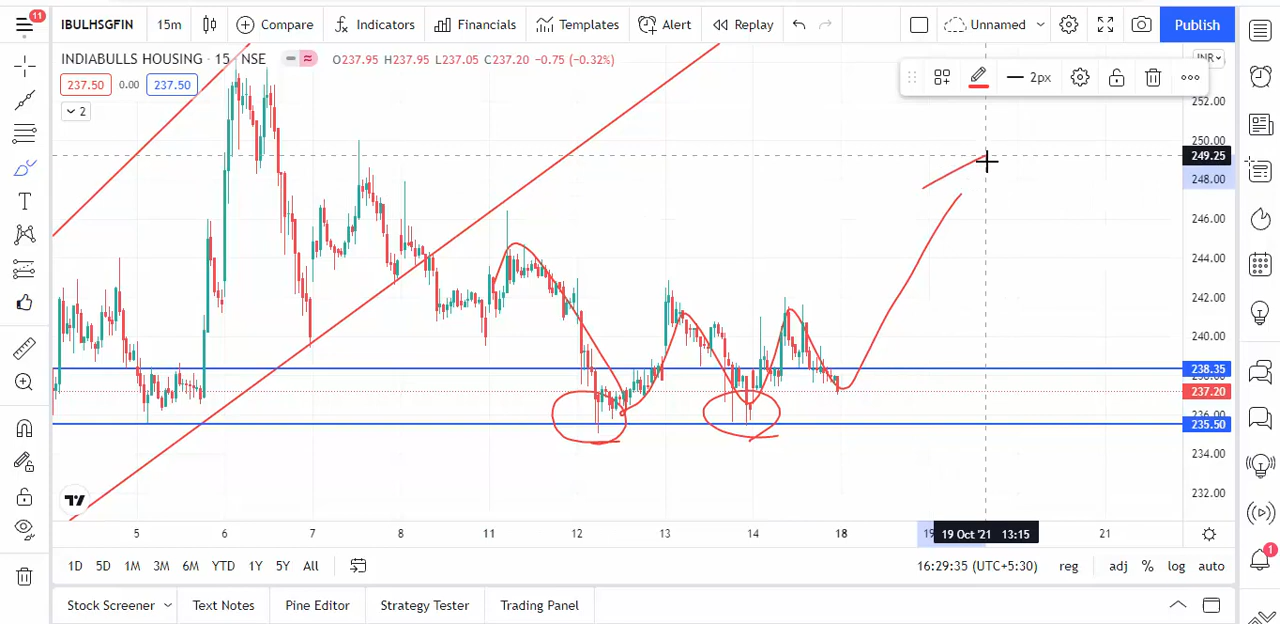 11
IBULHSGFIN 15m Compare Indicators Financials Templates Alert Replay Unnamed Publish
INDIABULLS HOUSING · 15 · NSE O237.95 H237.95 L237.05 C237.20 −0.75 (−0.32%)
INR
2px
237.50 0.00 237.50
2
252.00
250.00
249.25
248.00
246.00
244.00
242.00
240.00
238.35
237.20
236.00
235.50
234.00
232.00
5 6 7 11 12 13 14 18 19 Oct '21 13:15 21
1D 5D 1M 3M 6M YTD 1Y 5Y All 16:29:35 (UTC+5:30) reg adj % log auto
1
Stock Screener Text Notes Pine Editor Strategy Tester Trading Panel